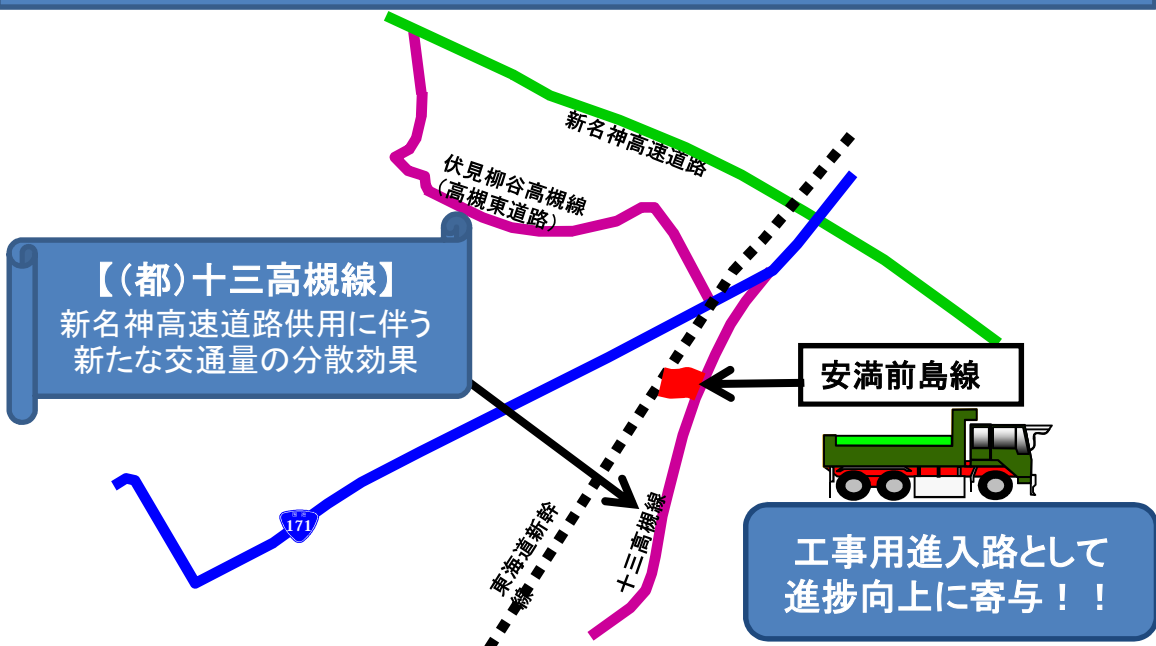 新名神高速道路
伏見柳谷高槻線
(高槻東道路)
【(都)十三高槻線】
新名神高速道路供用に伴う
新たな交通量の分散効果
安満前島線
国道
171
東海道新幹
線
十三高槻線
工事用進入路として
進捗向上に寄与！！